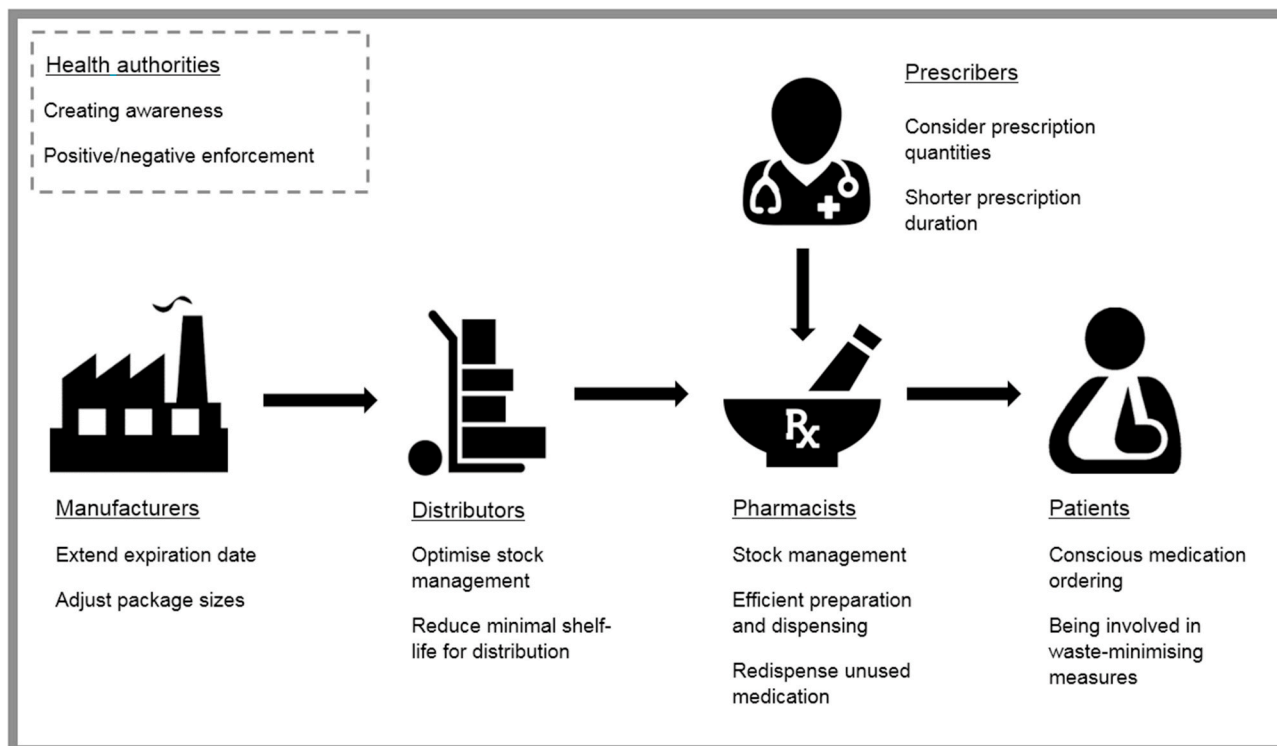 Health authorities
Creating awareness
Positive/negative enforcement
Prescribers
Consider prescription
quantities
Shorter prescription
duration
Rx
Manufacturers
Extend expiration date
Adjust package sizes
Distributors
Optimise stock
management
Reduce minimal shelf-
life for distribution
Pharmacists
Stock management
Efficient preparation
and dispensing
Redispense unused
medication
Patients
Conscious medication
ordering
Being involved in
waste-minimising
measures